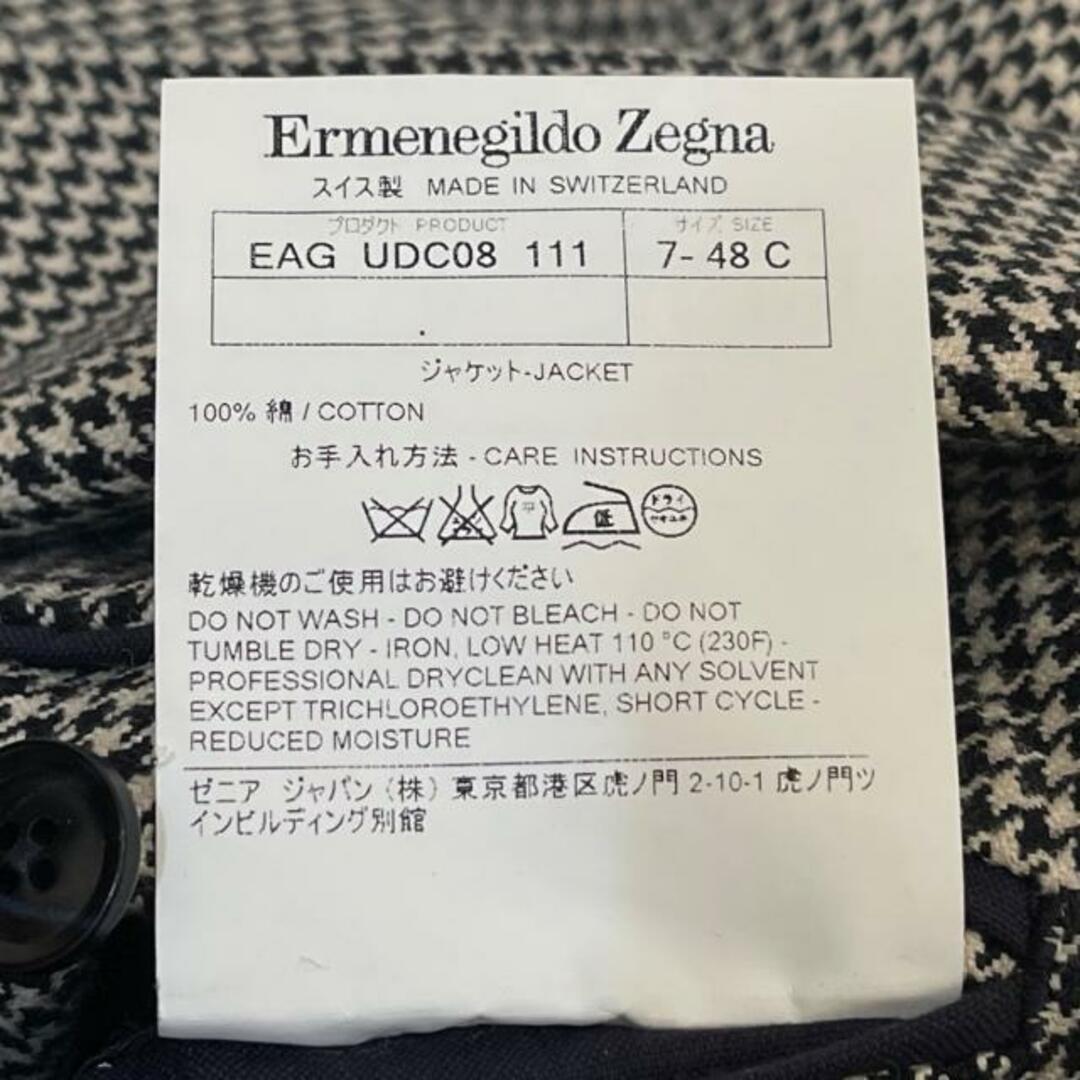 Ermenegildo Zegna
スイス製 MADE IN SWITZERLAND
プロダクト PRODUCT サイズ SIZE
EAG UDC08 111 7- 48 C
ジャケット-JACKET
100% 綿 / COTTON
お手入れ方法 - CARE INSTRUCTIONS
低 ドライ
乾燥機のご使用はお避けください
DO NOT WASH - DO NOT BLEACH - DO NOT
TUMBLE DRY - IRON, LOW HEAT 110 °C (230F) -
PROFESSIONAL DRYCLEAN WITH ANY SOLVENT
EXCEPT TRICHLOROETHYLENE, SHORT CYCLE -
REDUCED MOISTURE
ゼニア ジャパン (株) 東京都港区虎ノ門 2-10-1 虎ノ門ツ
インビルディング別館